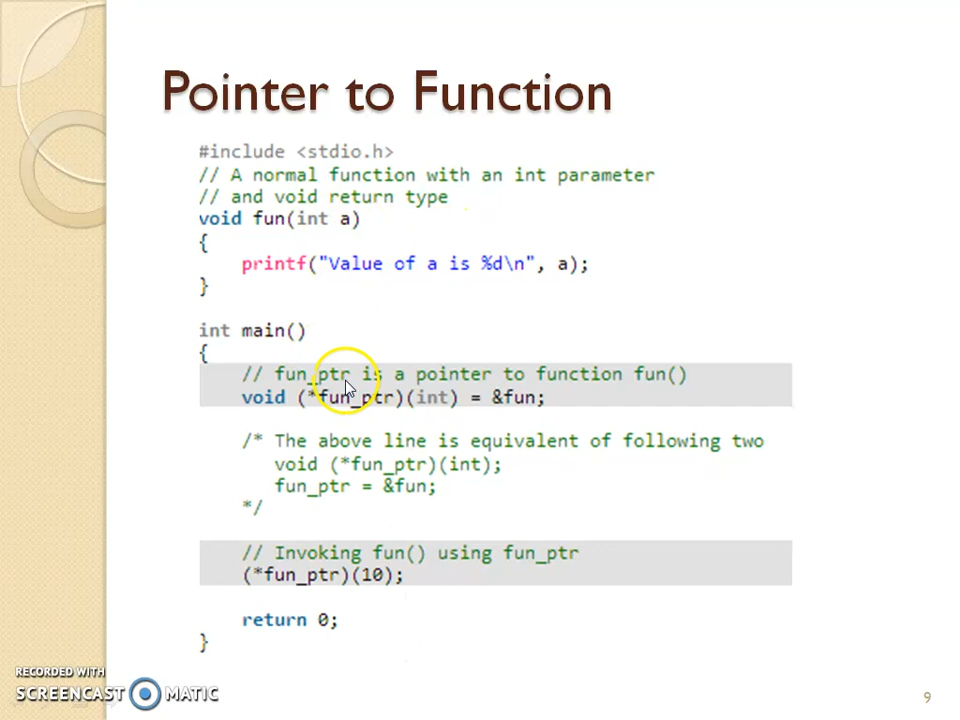 Pointer to Function
#include <stdio.h>
// A normal function with an int parameter
// and void return type
void fun(int a)
{
    printf("Value of a is %d\n", a);
}
int main()
{
    // fun_ptr is a pointer to function fun()
    void (*fun_ptr)(int) = &fun;
    /* The above line is equivalent of following two
       void (*fun_ptr)(int);
       fun_ptr = &fun;
    */
    // Invoking fun() using fun_ptr
    (*fun_ptr)(10);
    return 0;
}
RECORDED WITH
SCREENCAST MATIC
9